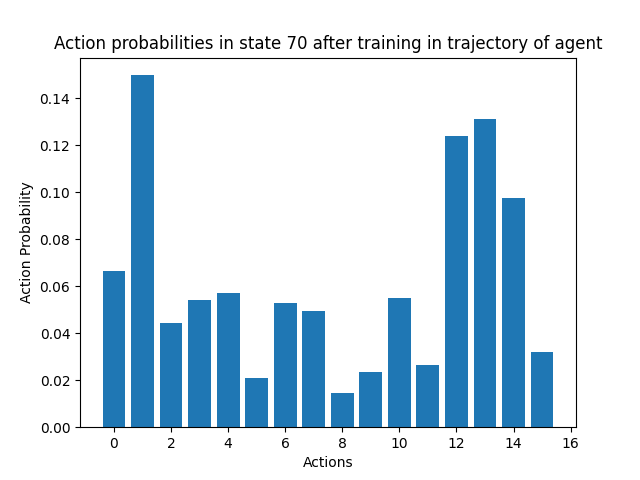 Action probabilities in state 70 after training in trajectory of agent
0.14
0.12
0.10
0.08
0.06
0.04
0.02
0.00
Action Probability
0 2 4 6 8 10 12 14 16
Actions